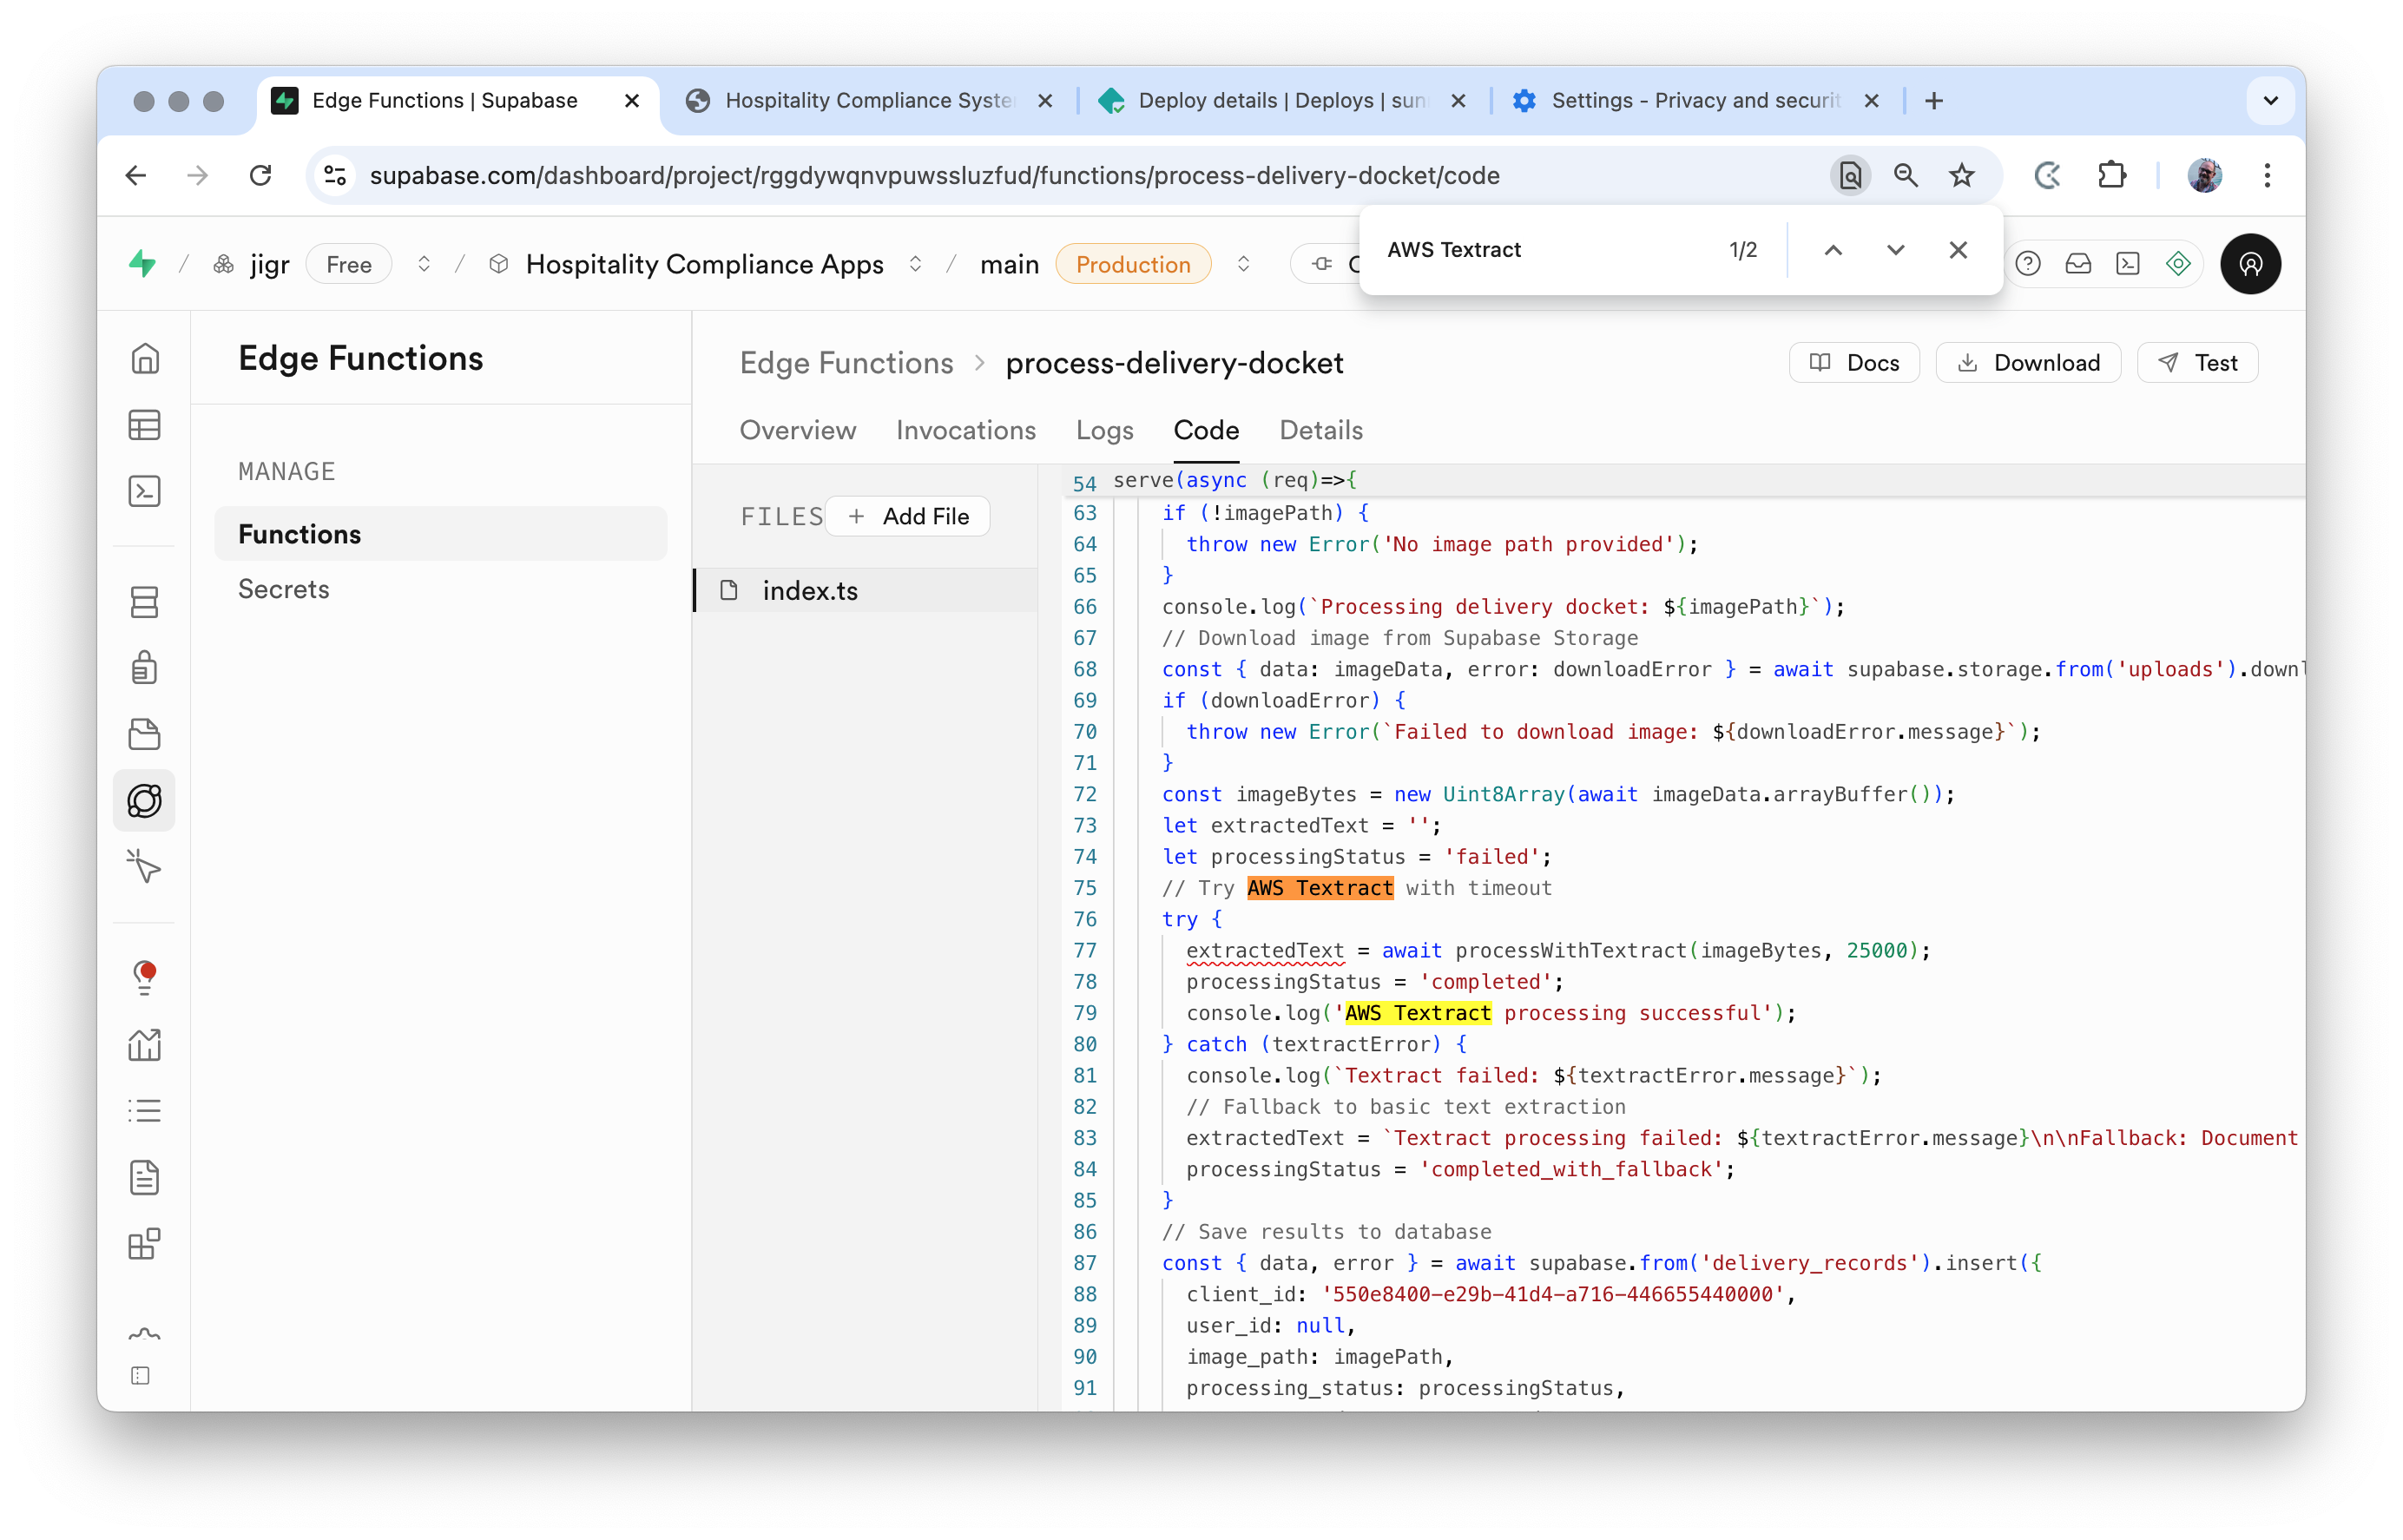 Edge Functions | Supabase
Hospitality Compliance Syste
Deploy details | Deploys | sun
Settings - Privacy and securit
supabase.com/dashboard/project/rggdywqnvpuwssluzfud/functions/process-delivery-docket/code
AWS Textract 1/2
/ jigr Free / Hospitality Compliance Apps / main Production
Edge Functions
MANAGE
Functions
Secrets
Edge Functions > process-delivery-docket
Docs
Download
Test
Overview Invocations Logs Code Details
FILES
+ Add File
index.ts
54 serve(async (req)=>{
63 if (!imagePath) {
64 throw new Error('No image path provided');
65 }
66 console.log(`Processing delivery docket: ${imagePath}`);
67 // Download image from Supabase Storage
68 const { data: imageData, error: downloadError } = await supabase.storage.from('uploads').downl
69 if (downloadError) {
70 throw new Error(`Failed to download image: ${downloadError.message}`);
71 }
72 const imageBytes = new Uint8Array(await imageData.arrayBuffer());
73 let extractedText = '';
74 let processingStatus = 'failed';
75 // Try AWS Textract with timeout
76 try {
77 extractedText = await processWithTextract(imageBytes, 25000);
78 processingStatus = 'completed';
79 console.log('AWS Textract processing successful');
80 } catch (textractError) {
81 console.log(`Textract failed: ${textractError.message}`);
82 // Fallback to basic text extraction
83 extractedText = `Textract processing failed: ${textractError.message}\n\nFallback: Document
84 processingStatus = 'completed_with_fallback';
85 }
86 // Save results to database
87 const { data, error } = await supabase.from('delivery_records').insert({
88 client_id: '550e8400-e29b-41d4-a716-446655440000',
89 user_id: null,
90 image_path: imagePath,
91 processing_status: processingStatus,